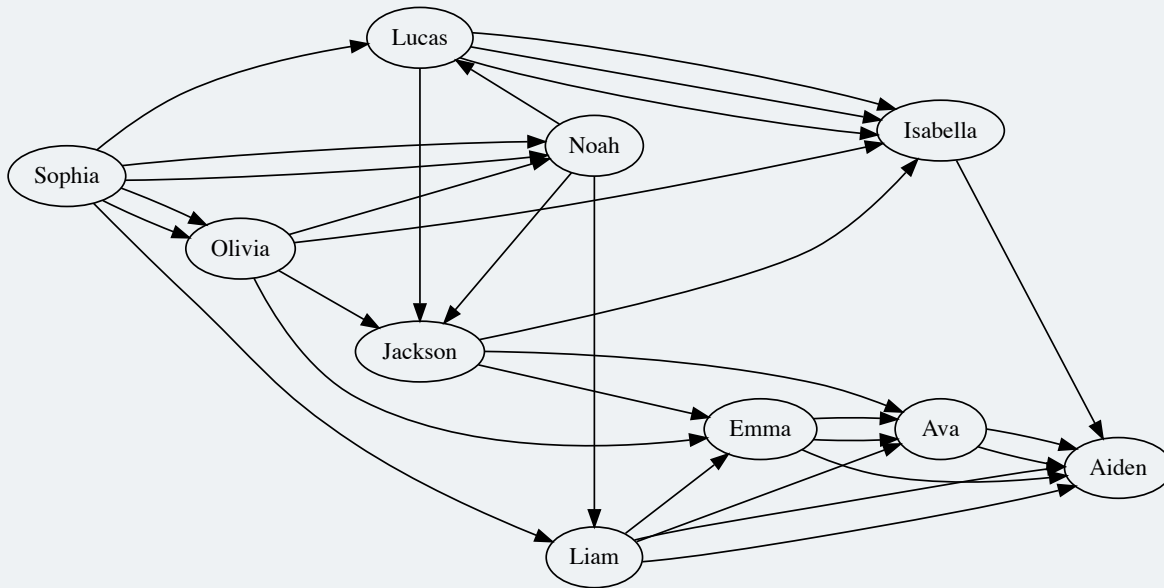 Lucas
Isabella
Noah
Sophia
Olivia
Jackson
Emma
Ava
Aiden
Liam